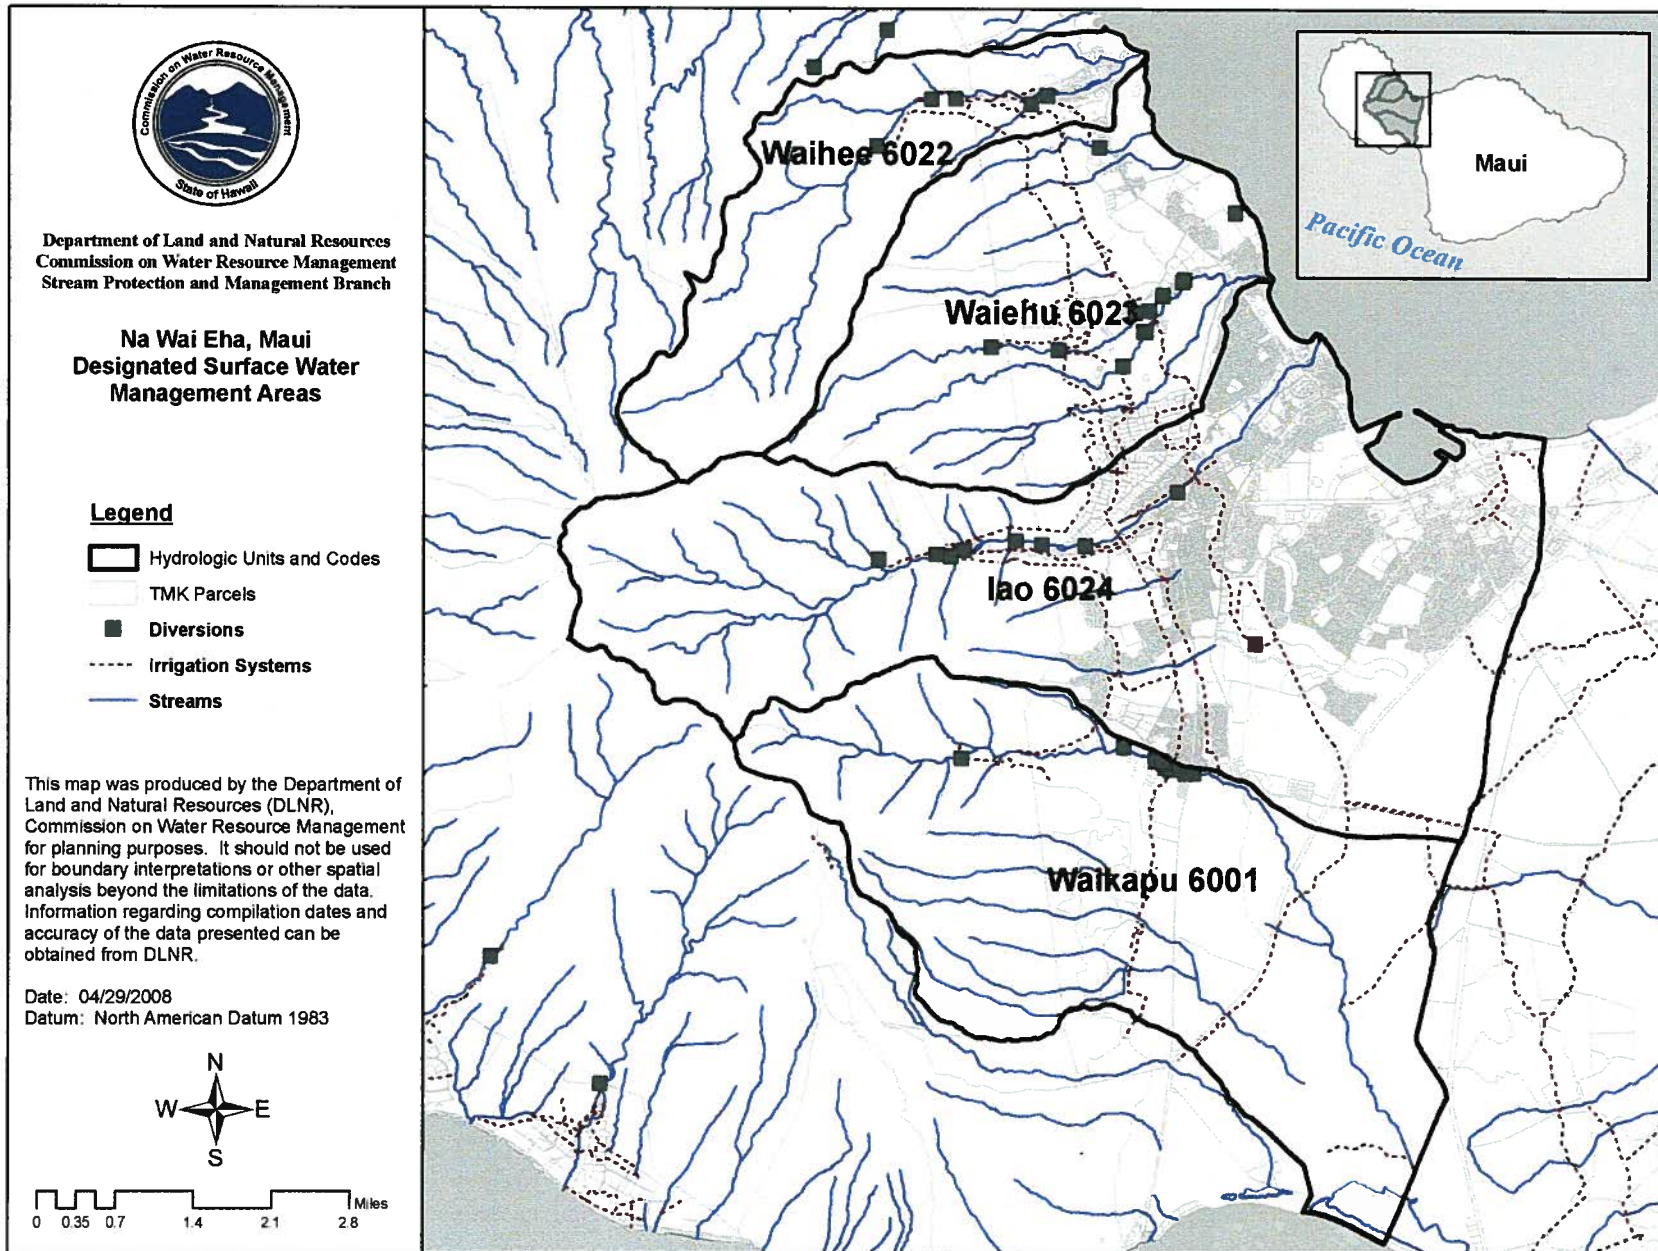 Commission on Water Resource Management
State of Hawaii
Department of Land and Natural Resources
Commission on Water Resource Management
Stream Protection and Management Branch
Na Wai Eha, Maui
Designated Surface Water
Management Areas
Legend
Hydrologic Units and Codes
TMK Parcels
Diversions
Irrigation Systems
Streams
This map was produced by the Department of
Land and Natural Resources (DLNR),
Commission on Water Resource Management
for planning purposes. It should not be used
for boundary interpretations or other spatial
analysis beyond the limitations of the data.
Information regarding compilation dates and
accuracy of the data presented can be
obtained from DLNR.
Date: 04/29/2008
Datum: North American Datum 1983
N
W E
S
Miles
0 0.35 0.7 1.4 2.1 2.8
Waihee 6022
Waiehu 6023
Iao 6024
Waikapu 6001
Maui
Pacific Ocean